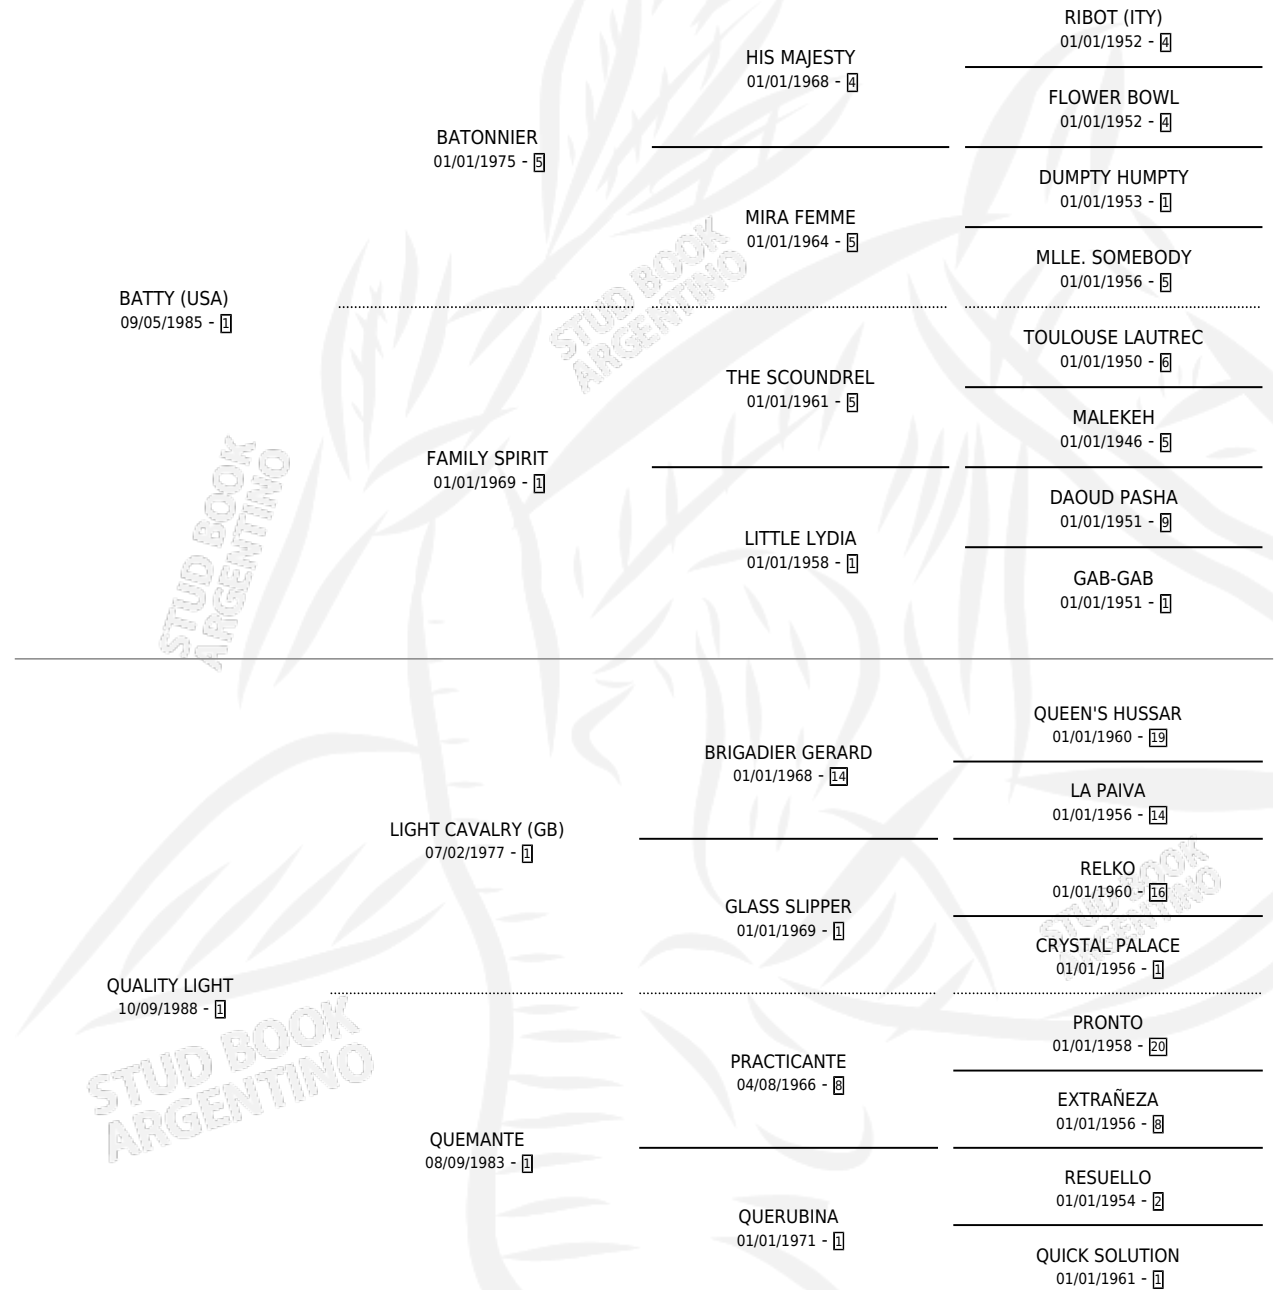 RIBOT (ITY)
01/01/1952 - 4
HIS MAJESTY
01/01/1968 - 4
FLOWER BOWL
01/01/1952 - 4
BATONNIER
01/01/1975 - 5
DUMPTY HUMPTY
01/01/1953 - 1
MIRA FEMME
01/01/1964 - 5
MLLE. SOMEBODY
01/01/1956 - 5
BATTY (USA)
09/05/1985 - 1
TOULOUSE LAUTREC
01/01/1950 - 6
THE SCOUNDREL
01/01/1961 - 5
MALEKEH
01/01/1946 - 5
FAMILY SPIRIT
01/01/1969 - 1
DAOUD PASHA
01/01/1951 - 9
LITTLE LYDIA
01/01/1958 - 1
GAB-GAB
01/01/1951 - 1
QUEEN'S HUSSAR
01/01/1960 - 19
BRIGADIER GERARD
01/01/1968 - 14
LA PAIVA
01/01/1956 - 14
LIGHT CAVALRY (GB)
07/02/1977 - 1
RELKO
01/01/1960 - 16
GLASS SLIPPER
01/01/1969 - 1
CRYSTAL PALACE
01/01/1956 - 1
QUALITY LIGHT
10/09/1988 - 1
PRONTO
01/01/1958 - 20
PRACTICANTE
04/08/1966 - 8
EXTRAÑEZA
01/01/1956 - 8
QUEMANTE
08/09/1983 - 1
RESUELLO
01/01/1954 - 2
QUERUBINA
01/01/1971 - 1
QUICK SOLUTION
01/01/1961 - 1
STUD BOOK
ARGENTINO
STUD BOOK
ARGENTINO
STUD BOOK
ARGENTINO
STUD BOOK
ARGENTINO